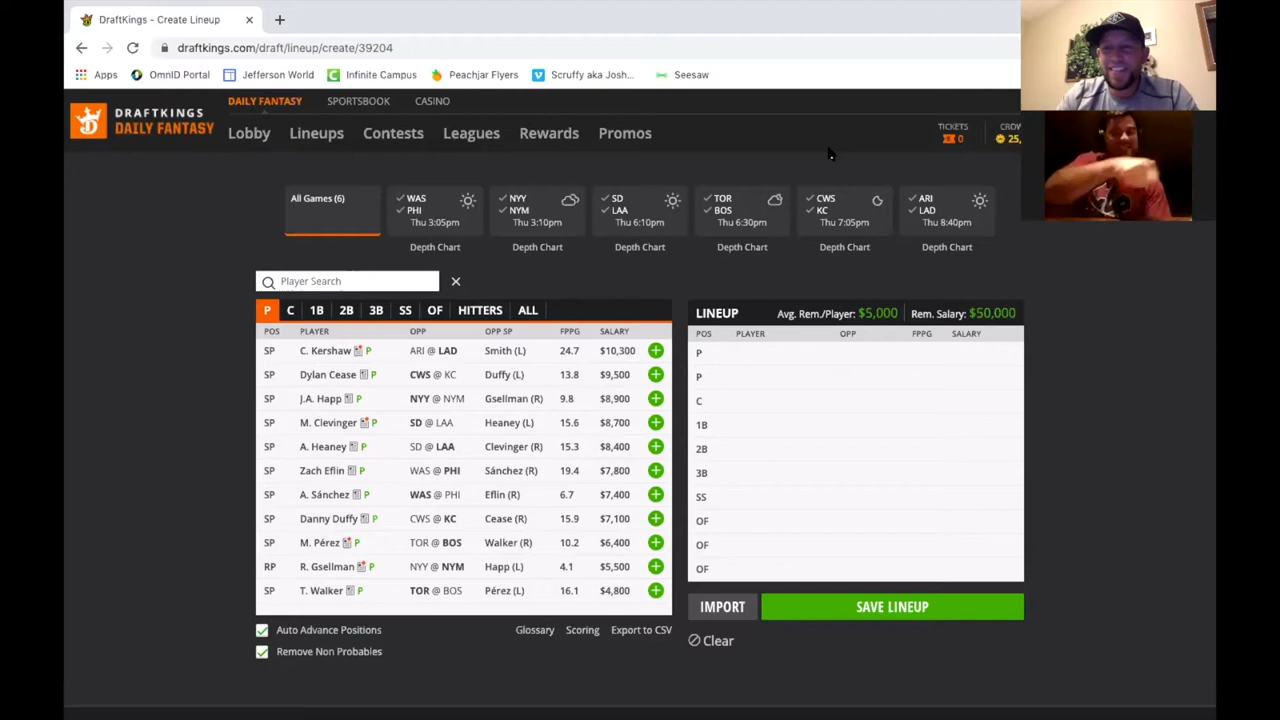 DraftKings - Create Lineup
draftkings.com/draft/lineup/create/39204
Apps OmniID Portal Jefferson World Infinite Campus Peachjar Flyers Scruffy aka Josh... Seesaw
DRAFTKINGS
DAILY FANTASY
DAILY FANTASY SPORTSBOOK CASINO
Lobby Lineups Contests Leagues Rewards Promos
TICKETS CROW
0 25,
All Games (6)
WAS
PHI
Thu 3:05pm
NYY
NYM
Thu 3:10pm
SD
LAA
Thu 6:10pm
TOR
BOS
Thu 6:30pm
CWS
KC
Thu 7:05pm
ARI
LAD
Thu 8:40pm
Depth Chart Depth Chart Depth Chart Depth Chart Depth Chart Depth Chart
Player Search
P C 1B 2B 3B SS OF HITTERS ALL
POS PLAYER OPP OPP SP FPPG SALARY
SP C. Kershaw P ARI @ LAD Smith (L) 24.7 $10,300
SP Dylan Cease P CWS @ KC Duffy (L) 13.8 $9,500
SP J.A. Happ P NYY @ NYM Gsellman (R) 9.8 $8,900
SP M. Clevinger P SD @ LAA Heaney (L) 15.6 $8,700
SP A. Heaney P SD @ LAA Clevinger (R) 15.3 $8,400
SP Zach Eflin P WAS @ PHI Sánchez (R) 19.4 $7,800
SP A. Sánchez P WAS @ PHI Eflin (R) 6.7 $7,400
SP Danny Duffy P CWS @ KC Cease (R) 15.9 $7,100
SP M. Pérez P TOR @ BOS Walker (R) 10.2 $6,400
RP R. Gsellman P NYY @ NYM Happ (L) 4.1 $5,500
SP T. Walker P TOR @ BOS Pérez (L) 16.1 $4,800
Auto Advance Positions
Remove Non Probables
Glossary Scoring Export to CSV
LINEUP Avg. Rem./Player: $5,000 Rem. Salary: $50,000
POS PLAYER OPP FPPG SALARY
P
P
C
1B
2B
3B
SS
OF
OF
OF
IMPORT SAVE LINEUP
Clear